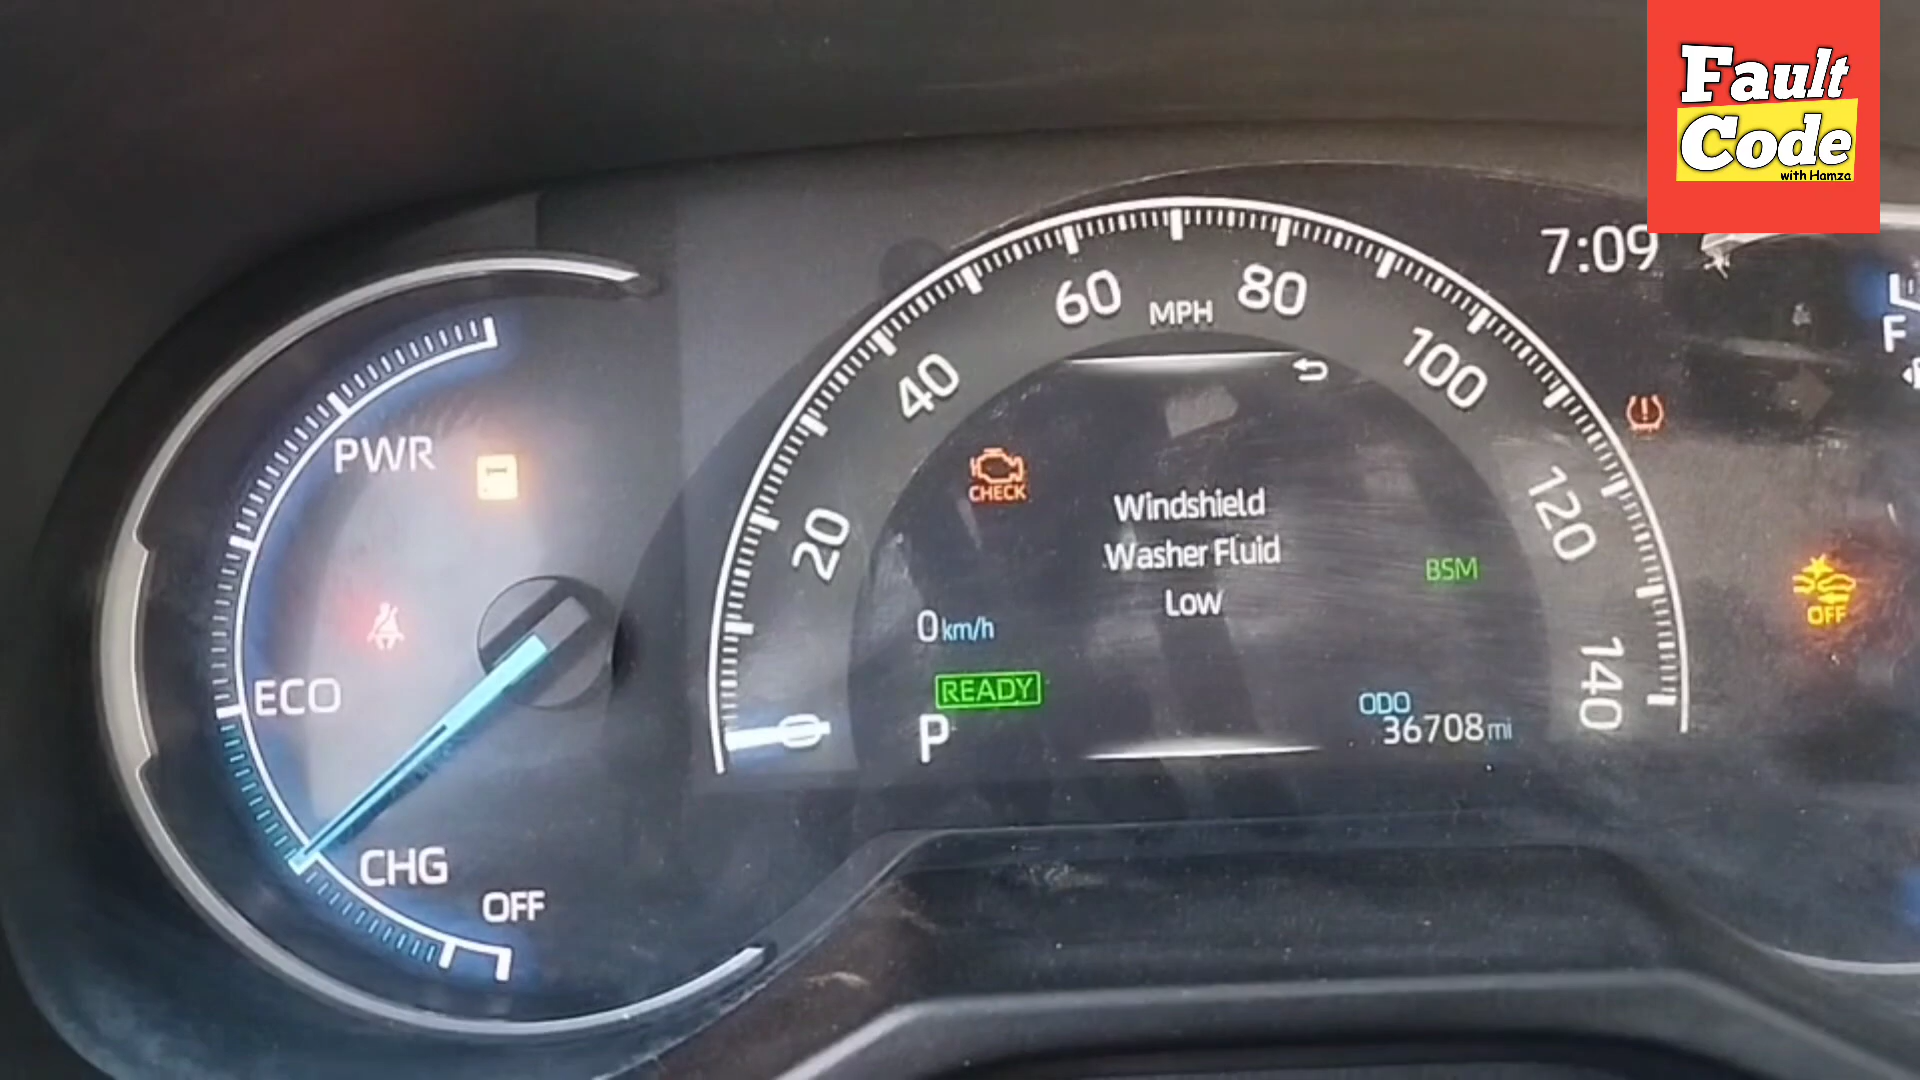 Fault
Code
with Hamza
7:09
60
80
MPH
40
100
F
PWR
CHECK
Windshield
Washer Fluid
Low
20
120
BSM
OFF
0 km/h
ECO
READY
P
0
ODO
36708 mi
140
CHG
OFF